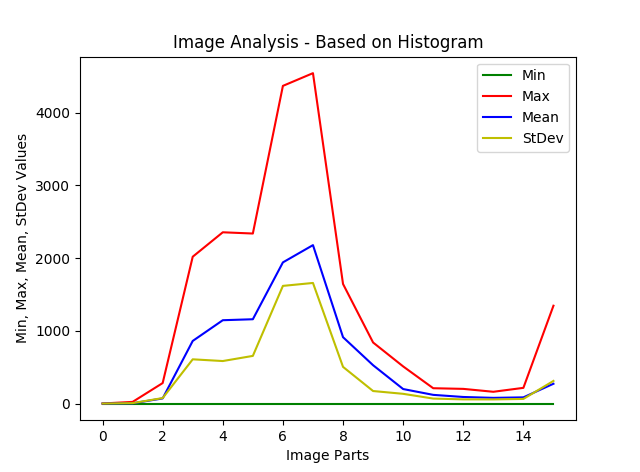 Image Analysis - Based on Histogram
Min
Max
Mean
StDev
Min, Max, Mean, StDev Values
4000
3000
2000
1000
0
0 2 4 6 8 10 12 14
Image Parts